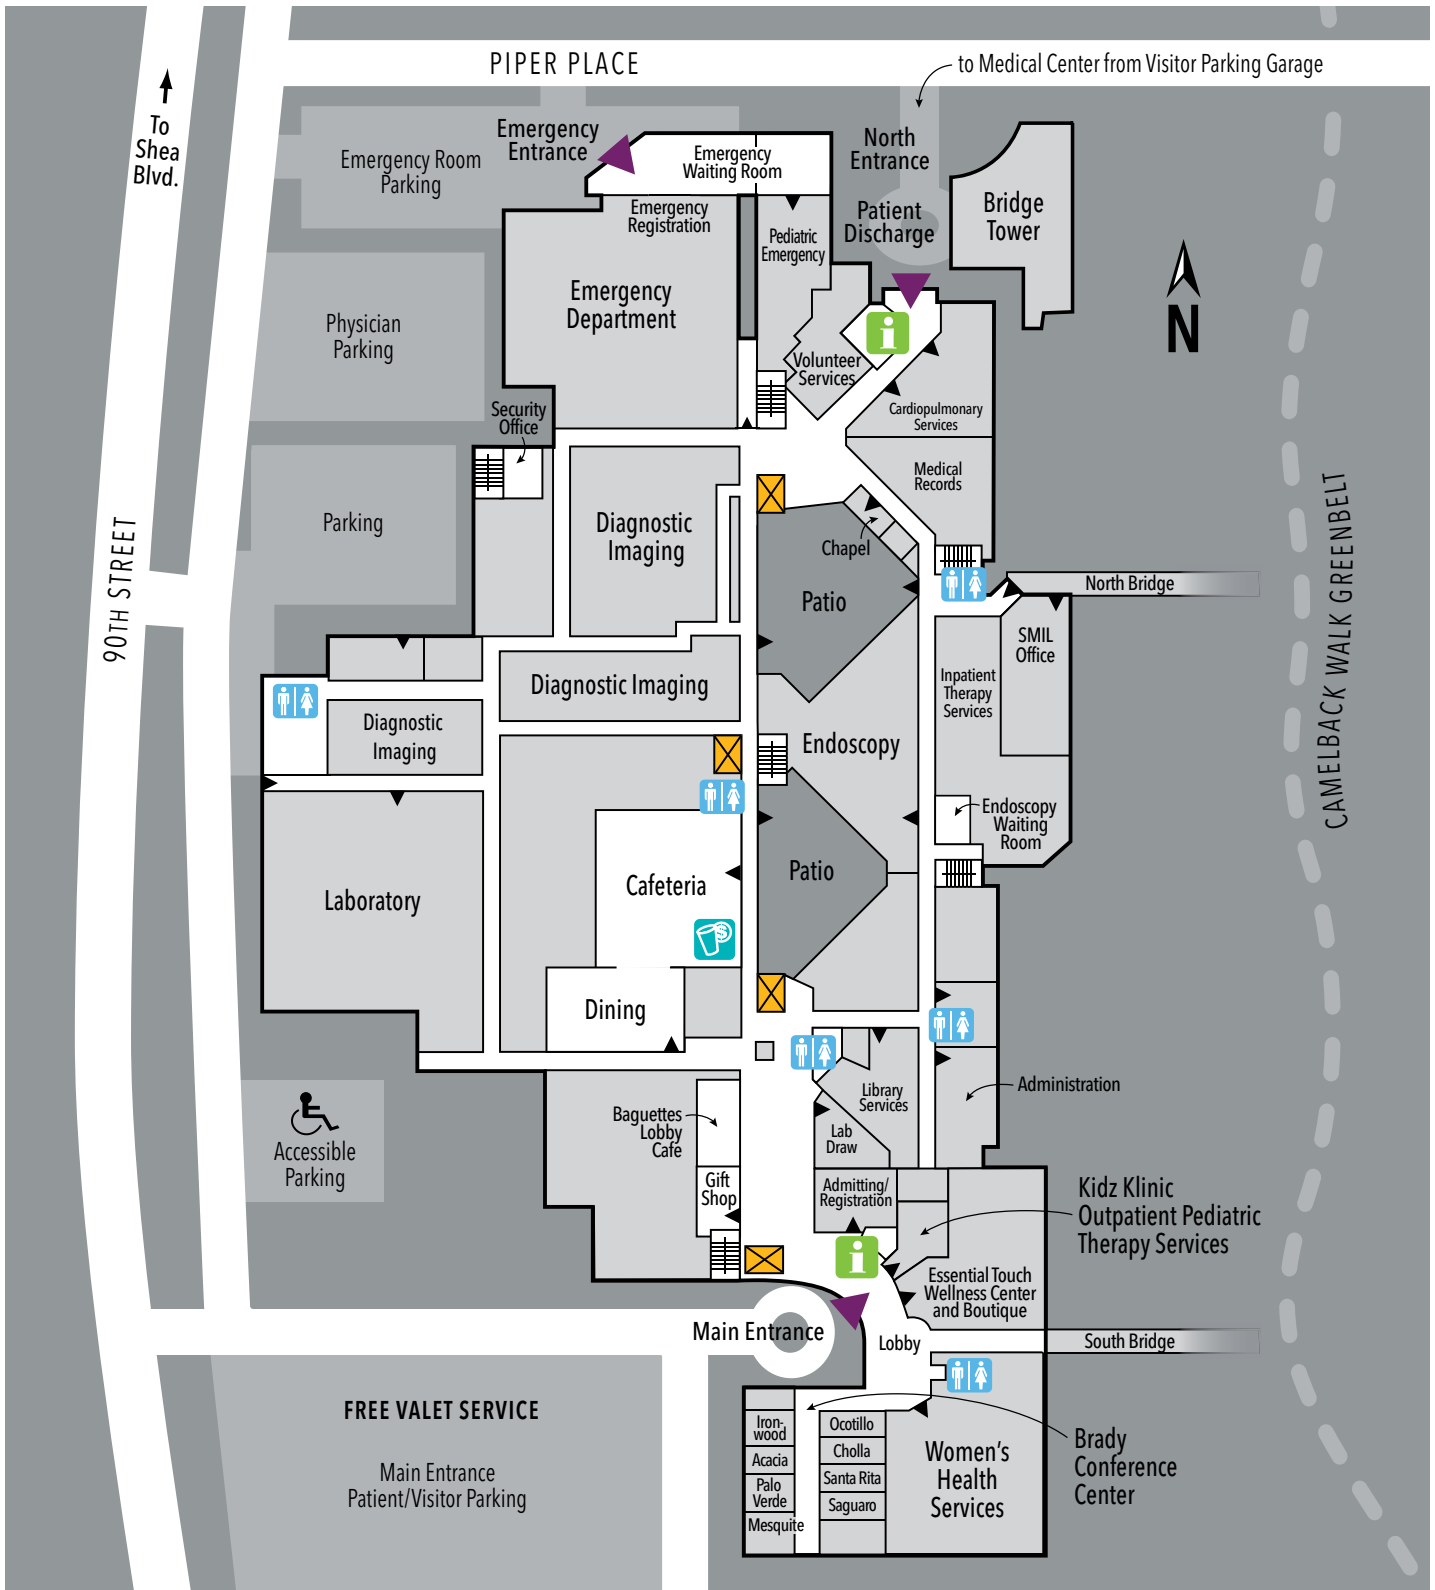 PIPER PLACE
to Medical Center from Visitor Parking Garage
To
Shea
Blvd.
Emergency
Entrance
Emergency
Waiting Room
North
Entrance
Emergency Room
Parking
Emergency
Registration
Pediatric
Emergency
Patient
Discharge
Bridge
Tower
Emergency
Department
N
Physician
Parking
Volunteer
Services
Security
Office
Cardiopulmonary
Services
Medical
Records
Parking
Diagnostic
Imaging
Chapel
90TH STREET
North Bridge
CAMELBACK WALK GREENBELT
Patio
SMIL
Office
Inpatient
Therapy
Services
Diagnostic Imaging
Diagnostic
Imaging
Endoscopy
Endoscopy
Waiting
Room
Patio
Cafeteria
$
Laboratory
Dining
Administration
Library
Services
Baguettes
Lobby
Cafe
Lab
Draw
Accessible
Parking
Gift
Shop
Admitting/
Registration
Kidz Klinic
Outpatient Pediatric
Therapy Services
Essential Touch
Wellness Center
and Boutique
Main Entrance
Lobby
South Bridge
FREE VALET SERVICE
Main Entrance
Patient/Visitor Parking
Iron-
wood
Acacia
Palo
Verde
Mesquite
Ocotillo
Cholla
Santa Rita
Saguaro
Women's
Health
Services
Brady
Conference
Center